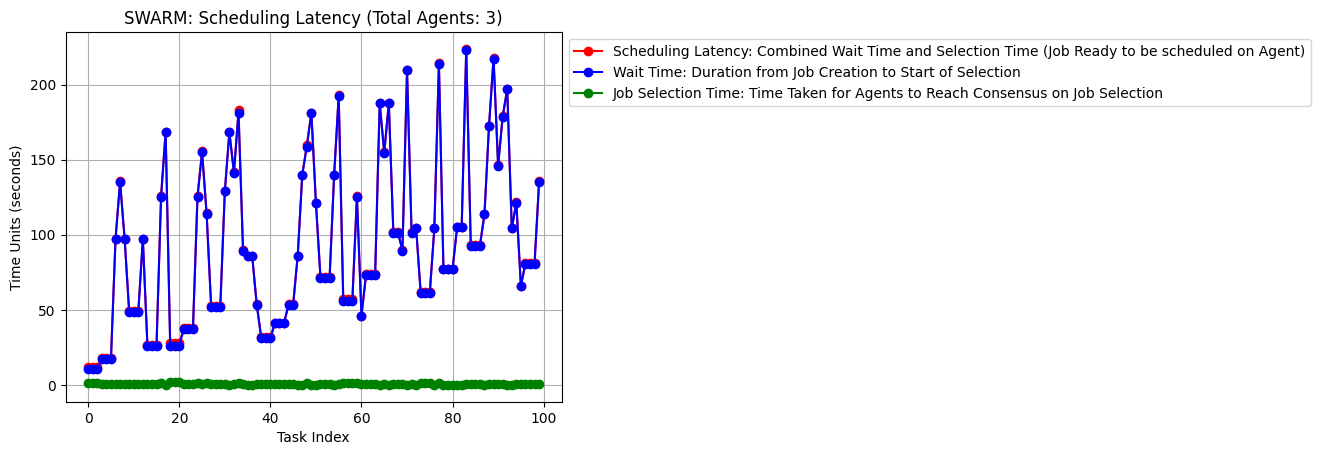 SWARM: Scheduling Latency (Total Agents: 3)
Scheduling Latency: Combined Wait Time and Selection Time (Job Ready to be scheduled on Agent)
Wait Time: Duration from Job Creation to Start of Selection
Job Selection Time: Time Taken for Agents to Reach Consensus on Job Selection
Time Units (seconds)
200
150
100
50
0
0 20 40 60 80 100
Task Index